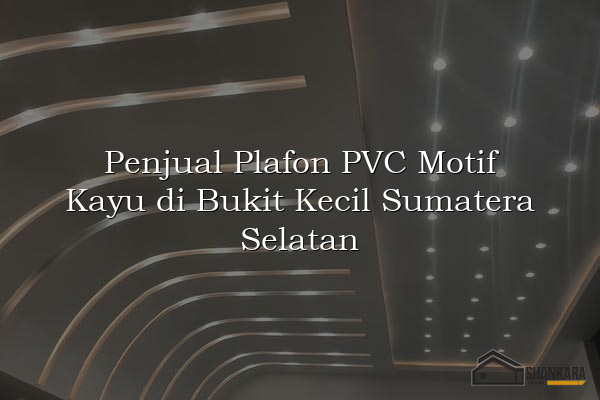 Penjual Plafon PVC Motif
Kayu di Bukit Kecil Sumatera
Selatan
SHANKARA